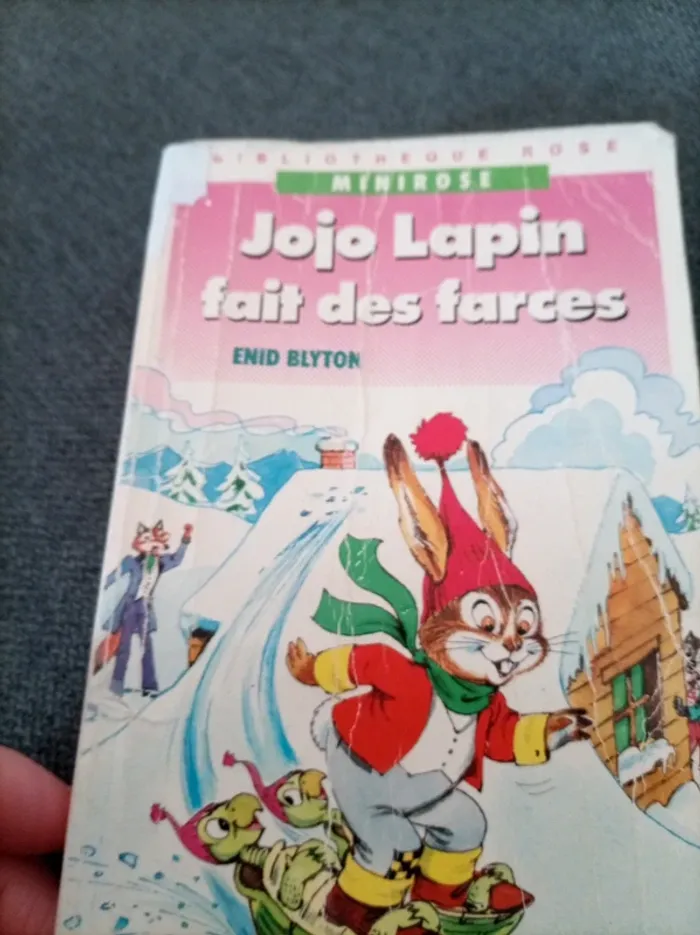 BIBLIOTHEQUE ROSE
MINIROSE
Jojo Lapin
fait des farces
ENID BLYTON